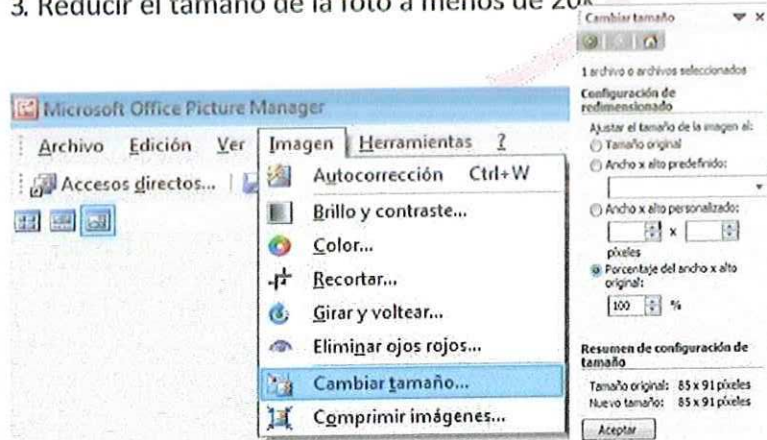 3. Reducir el tamaño de la foto a menos de 20k
Microsoft Office Picture Manager
Archivo Edición Ver Imagen Herramientas ?
Accesos directos...
Autocorrección Ctrl+W
Brillo y contraste...
Color...
Recortar...
Girar y voltear...
Eliminar ojos rojos...
Cambiar tamaño...
Comprimir imágenes...
Cambiar tamaño
1 archivo o archivos seleccionados
Configuración de
redimensionado
Ajustar el tamaño de la imagen al:
Tamaño original
Ancho x alto predefinido:
Ancho x alto personalizado:
x
píxeles
Porcentaje del ancho x alto
original:
100 %
Resumen de configuración de
tamaño
Tamaño original: 85 x 91 píxeles
Nuevo tamaño: 85 x 91 píxeles
Aceptar